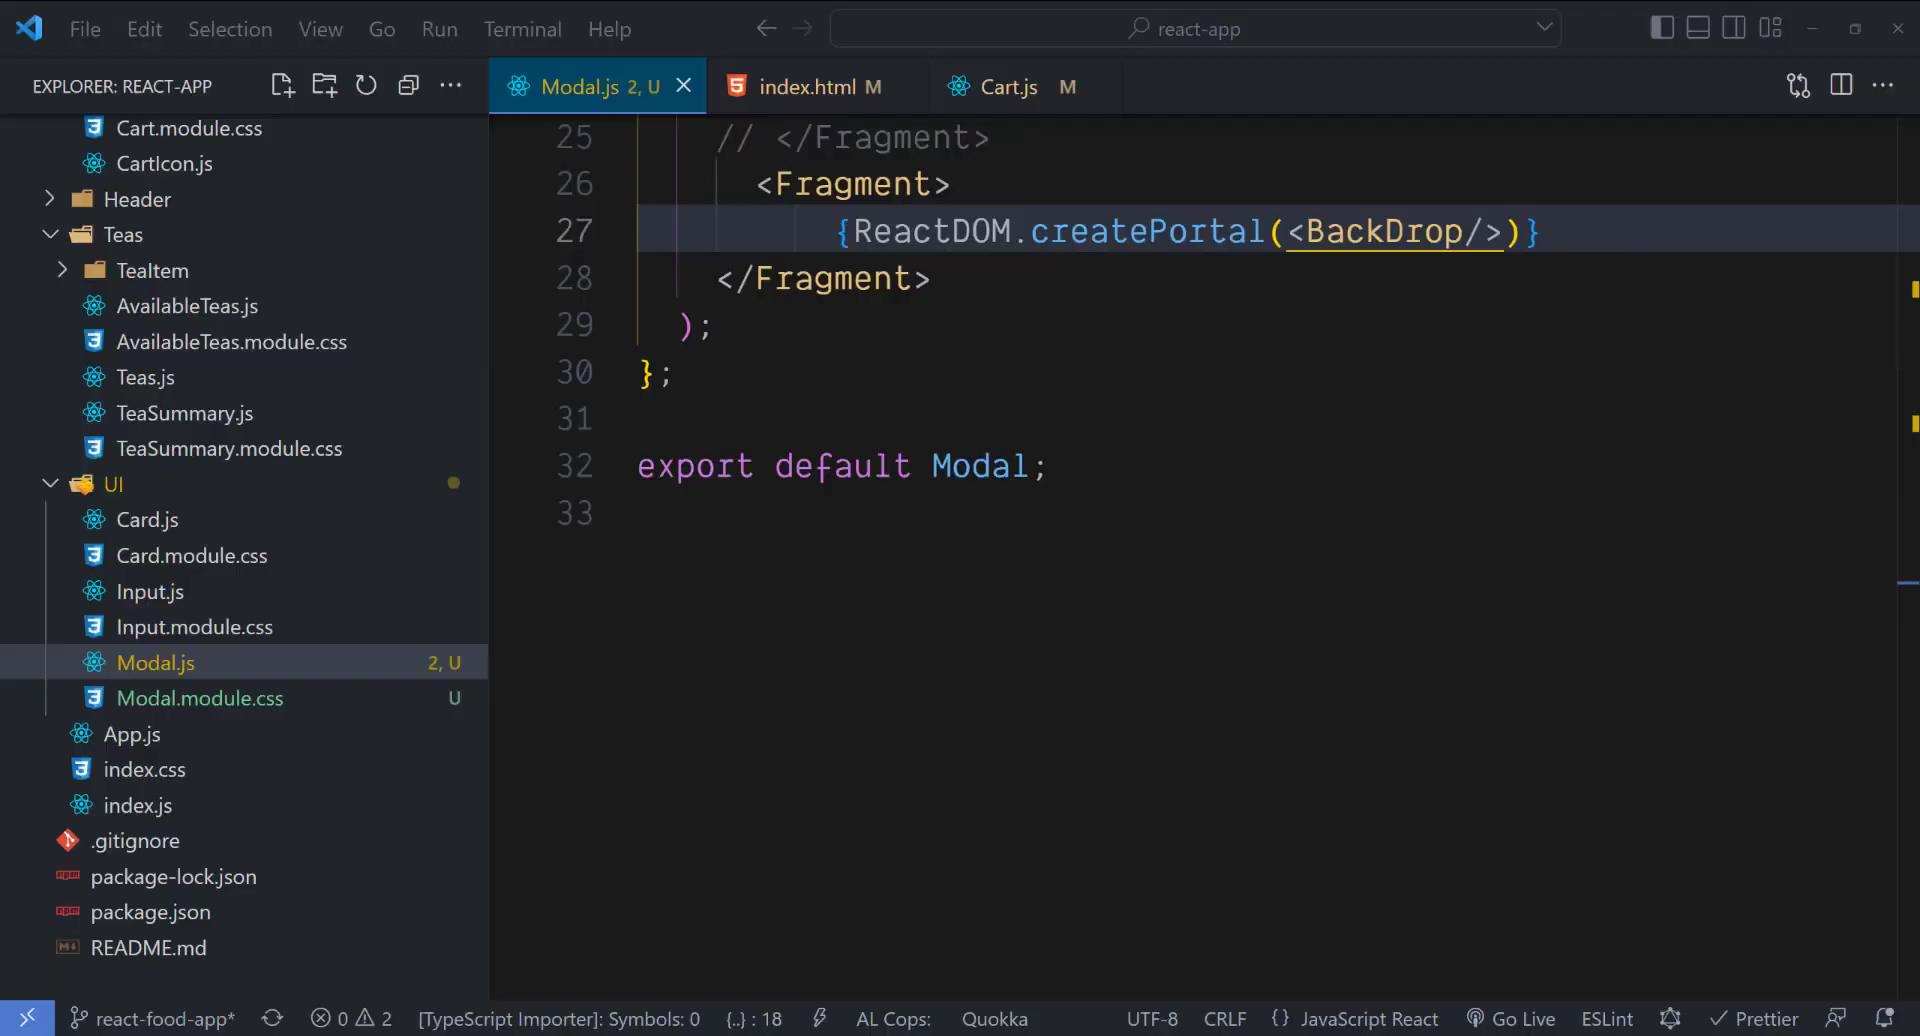 File Edit Selection View Go Run Terminal Help
react-app
EXPLORER: REACT-APP
Modal.js 2, U
index.html M
Cart.js M
Cart.module.css
CartIcon.js
Header
Teas
TeaItem
AvailableTeas.js
AvailableTeas.module.css
Teas.js
TeaSummary.js
TeaSummary.module.css
UI
Card.js
Card.module.css
Input.js
Input.module.css
Modal.js 2, U
Modal.module.css U
App.js
index.css
index.js
.gitignore
package-lock.json
package.json
README.md
25 // </Fragment>
26 <Fragment>
27 {ReactDOM.createPortal(<BackDrop/>)}
28 </Fragment>
29 );
30 };
31
32 export default Modal;
33
react-food-app* 0 2 [TypeScript Importer]: Symbols: 0 {..} : 18 AL Cops: Quokka UTF-8 CRLF {} JavaScript React Go Live ESLint Prettier